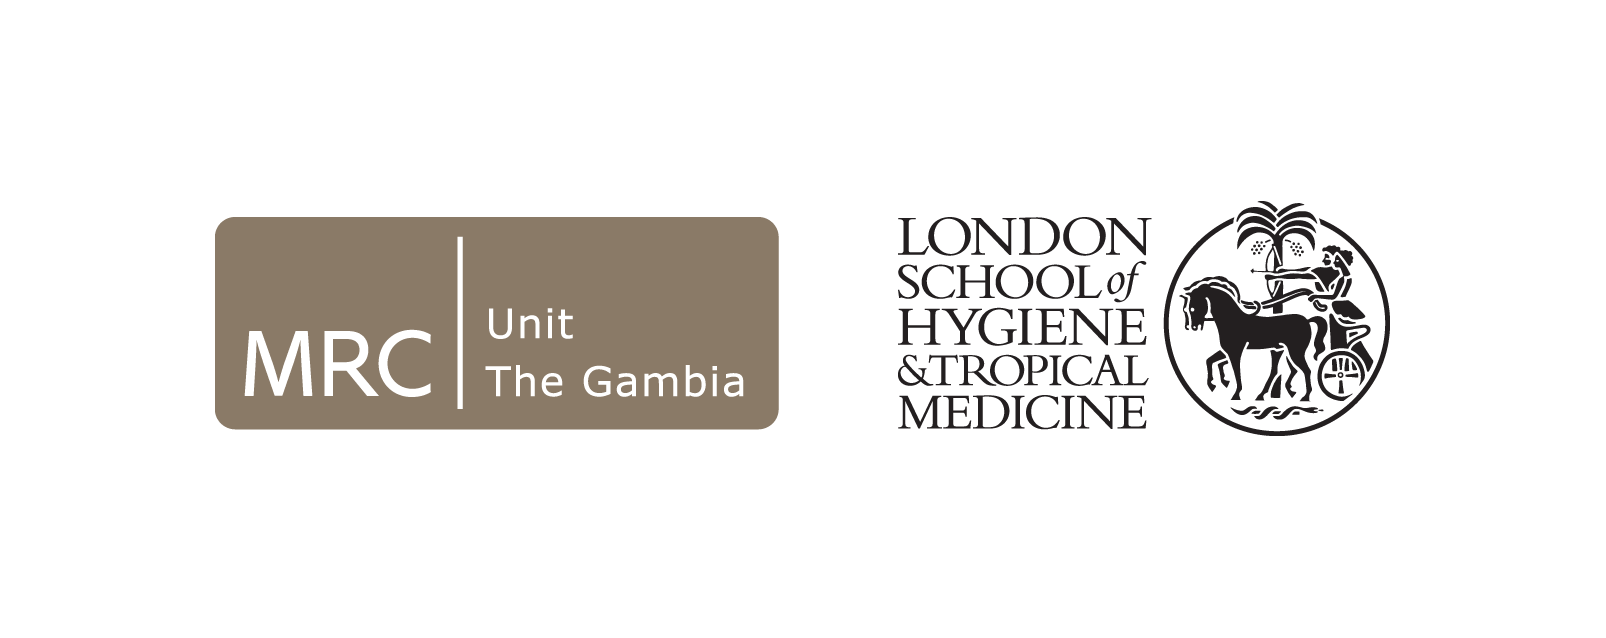 MRC
Unit
The Gambia
LONDON
SCHOOL of
HYGIENE
& TROPICAL
MEDICINE